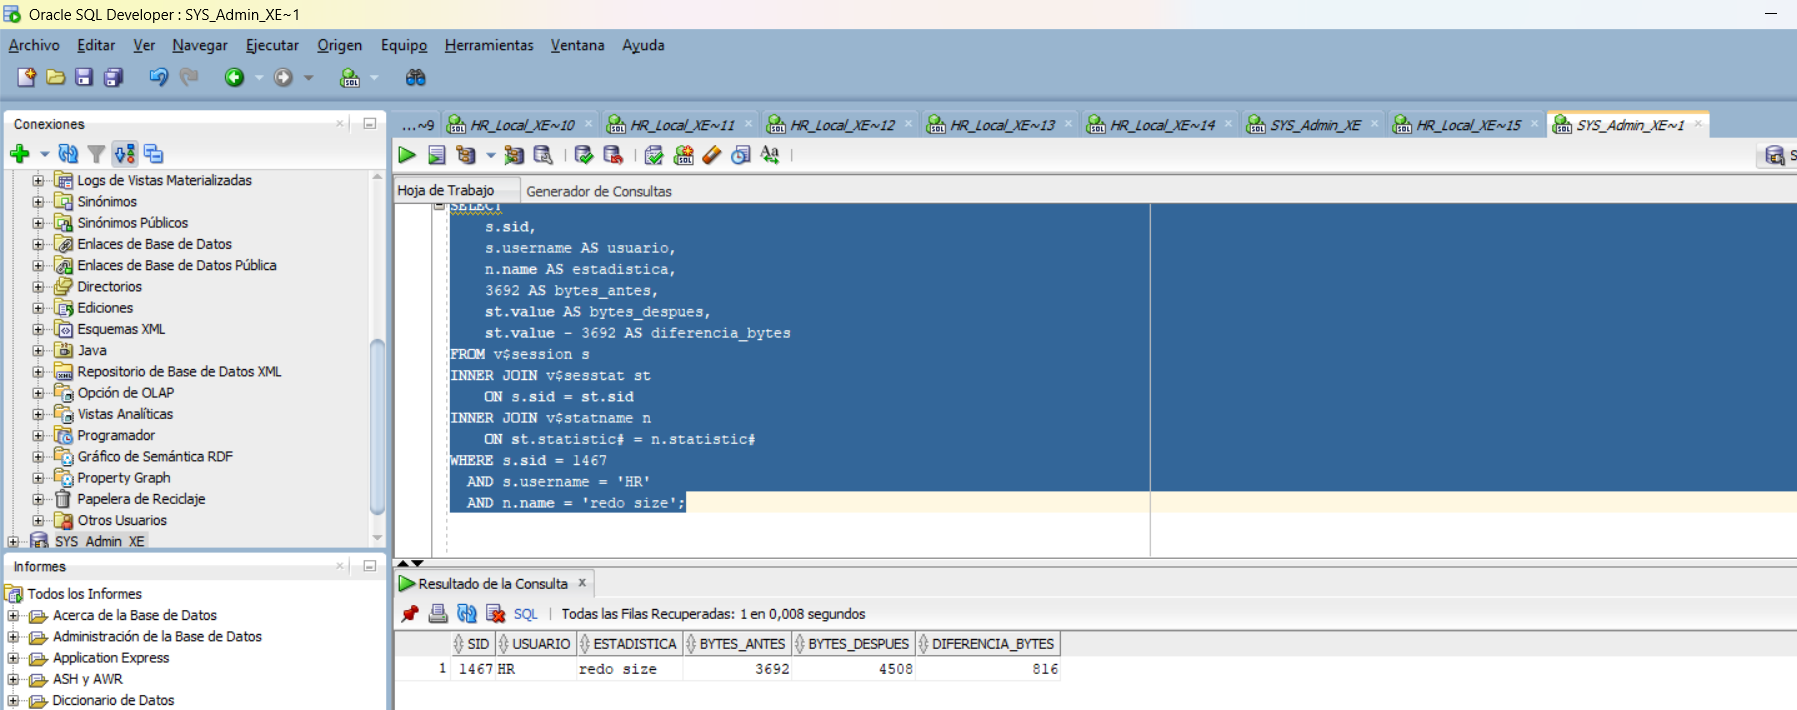 Oracle SQL Developer : SYS_Admin_XE~1
Archivo Editar Ver Navegar Ejecutar Origen Equipo Herramientas Ventana Ayuda
Conexiones
...~9 HR_Local_XE~10 HR_Local_XE~11 HR_Local_XE~12 HR_Local_XE~13 HR_Local_XE~14 SYS_Admin_XE HR_Local_XE~15 SYS_Admin_XE~1
Logs de Vistas Materializadas
Sinónimos
Sinónimos Públicos
Enlaces de Base de Datos
Enlaces de Base de Datos Pública
Directorios
Ediciones
Esquemas XML
Java
Repositorio de Base de Datos XML
Opción de OLAP
Vistas Analíticas
Programador
Gráfico de Semántica RDF
Property Graph
Papelera de Reciclaje
Otros Usuarios
SYS_Admin_XE
Informes
Todos los Informes
Acerca de la Base de Datos
Administración de la Base de Datos
Application Express
ASH y AWR
Diccionario de Datos
S
Hoja de Trabajo Generador de Consultas
SELECT
s.sid,
s.username AS usuario,
n.name AS estadistica,
3692 AS bytes_antes,
st.value AS bytes_despues,
st.value - 3692 AS diferencia_bytes
FROM v$session s
INNER JOIN v$sesstat st
ON s.sid = st.sid
INNER JOIN v$statname n
ON st.statistic# = n.statistic#
WHERE s.sid = 1467
AND s.username = 'HR'
AND n.name = 'redo size';
Resultado de la Consulta x
SQL | Todas las Filas Recuperadas: 1 en 0,008 segundos
SID USUARIO ESTADISTICA BYTES_ANTES BYTES_DESPUES DIFERENCIA_BYTES
1 1467 HR redo size 3692 4508 816